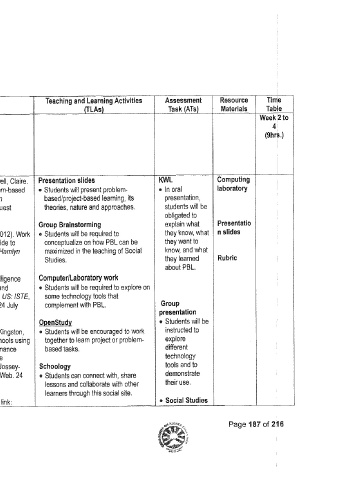 Teaching and Learning Activities
(TLAs)
Assessment
Task (ATs)
Resource
Materials
Time
Table
Week 2 to
4
(9hrs.)
ell, Claire.
em-based
uest
012). Work
ide to
Hamlyn
lligence
and
US: ISTE,
24 July
Kingston,
hools using
mance
e
Jossey-
Web. 24
link:
Presentation slides
• Students will present problem-
based/project-based learning, its
theories, nature and approaches.
Group Brainstorming
• Students will be required to
conceptualize on how PBL can be
maximized in the teaching of Social
Studies.
Computer/Laboratory work
• Students will be required to explore on
some technology tools that
complement with PBL.
OpenStudy
• Students will be encouraged to work
together to learn project or problem-
based tasks.
Schoology
• Students can connect with, share
lessons and collaborate with other
learners through this social site.
KWL
• In oral
presentation,
students will be
obligated to
explain what
they know, what
they went to
know, and what
they learned
about PBL.
Group
presentation
• Students will be
instructed to
explore
different
technology
tools and to
demonstrate
their use.
• Social Studies
Computing
laboratory
Presentatio
n slides
Rubric
Page 187 of 216